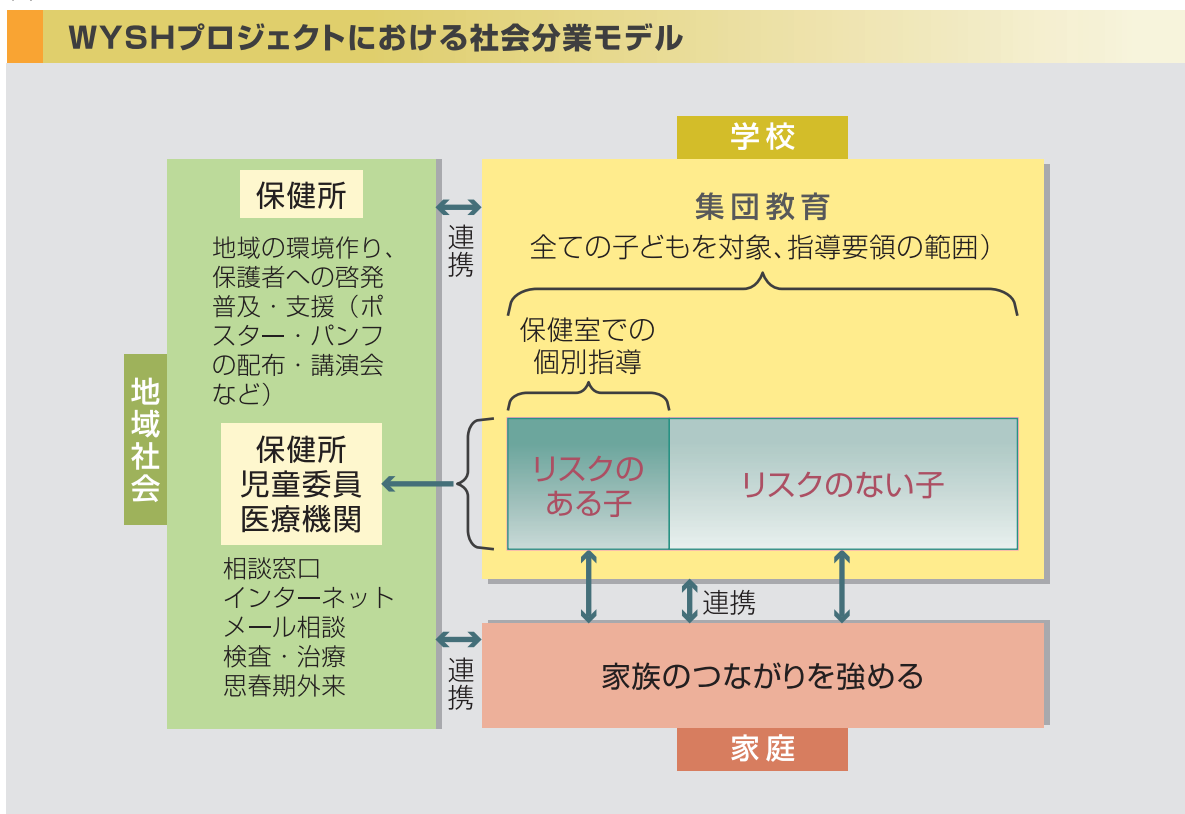 WYSHプロジェクトにおける社会分業モデル
学校
保健所
地域の環境作り、
保護者への啓発
普及・支援（ポ
スター・パンフ
の配布・講演会
など）
連携
集団教育
全ての子どもを対象、指導要領の範囲）
保健室での
個別指導
地域社会
保健所
児童委員
医療機関
リスクの
ある子
リスクのない子
相談窓口
インターネット
メール相談
検査・治療
思春期外来
連携
連携
家族のつながりを強める
家庭